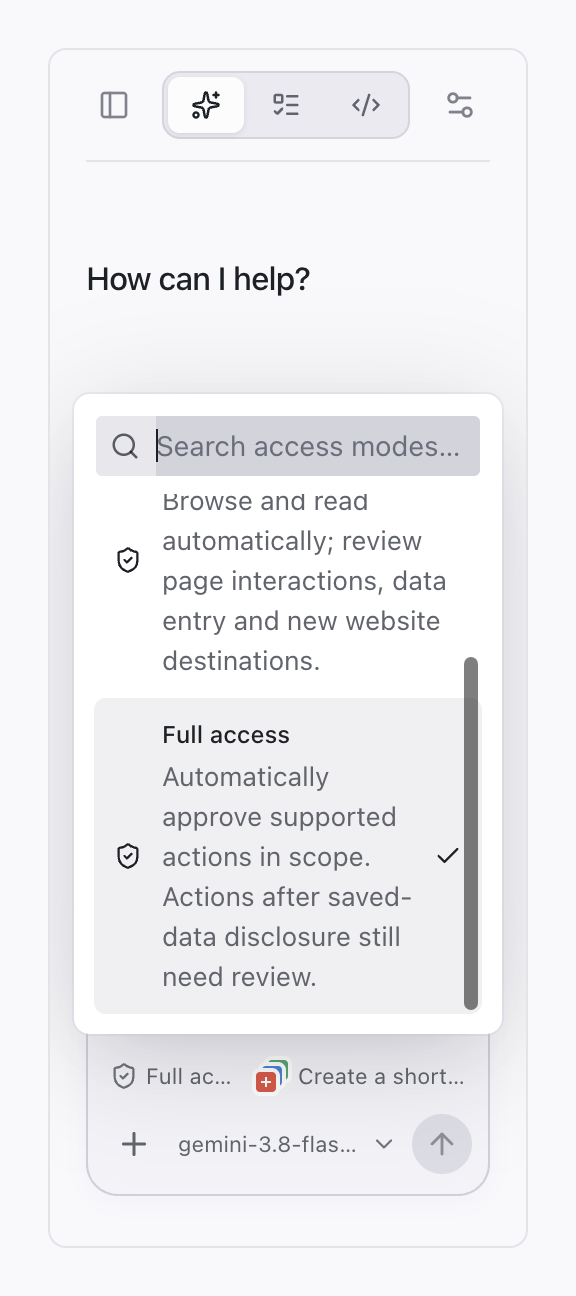 How can I help?
Search access modes...
Browse and read
automatically; review
page interactions, data
entry and new website
destinations.
Full access
Automatically
approve supported
actions in scope.
Actions after saved-
data disclosure still
need review.
Full ac...
Create a short...
gemini-3.8-flas...